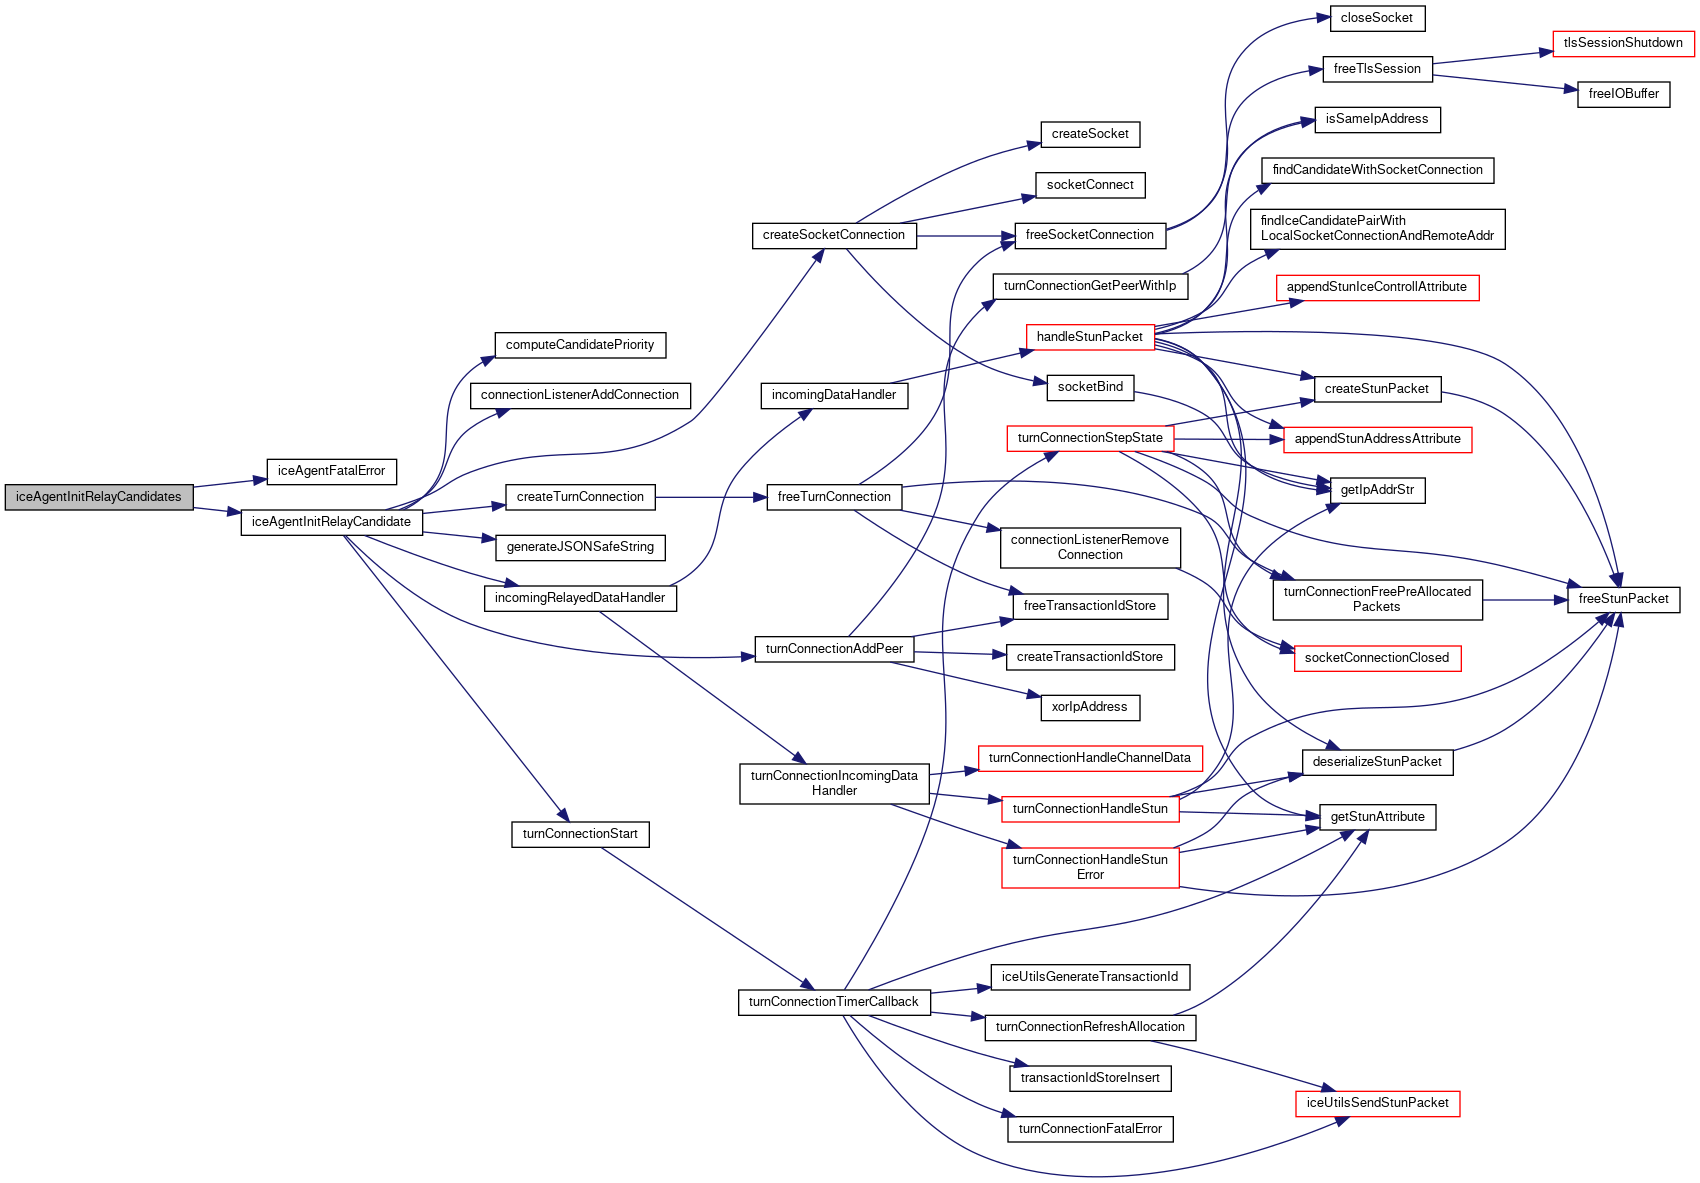 closeSocket
tlsSessionShutdown
freeTlsSession
freeIOBuffer
isSameIpAddress
createSocket
findCandidateWithSocketConnection
socketConnect
findIceCandidatePairWith
LocalSocketConnectionAndRemoteAddr
createSocketConnection
freeSocketConnection
turnConnectionGetPeerWithIp
appendStunIceControllAttribute
handleStunPacket
computeCandidatePriority
socketBind
createStunPacket
connectionListenerAddConnection
incomingDataHandler
turnConnectionStepState
appendStunAddressAttribute
iceAgentFatalError
getIpAddrStr
iceAgentInitRelayCandidates
createTurnConnection
freeTurnConnection
iceAgentInitRelayCandidate
connectionListenerRemove
Connection
generateJSONSafeString
incomingRelayedDataHandler
freeTransactionIdStore
turnConnectionFreePreAllocated
Packets
freeStunPacket
turnConnectionAddPeer
createTransactionIdStore
socketConnectionClosed
xorIpAddress
turnConnectionHandleChannelData
deserializeStunPacket
turnConnectionIncomingData
Handler
turnConnectionHandleStun
getStunAttribute
turnConnectionStart
turnConnectionHandleStun
Error
iceUtilsGenerateTransactionId
turnConnectionTimerCallback
turnConnectionRefreshAllocation
transactionIdStoreInsert
iceUtilsSendStunPacket
turnConnectionFatalError